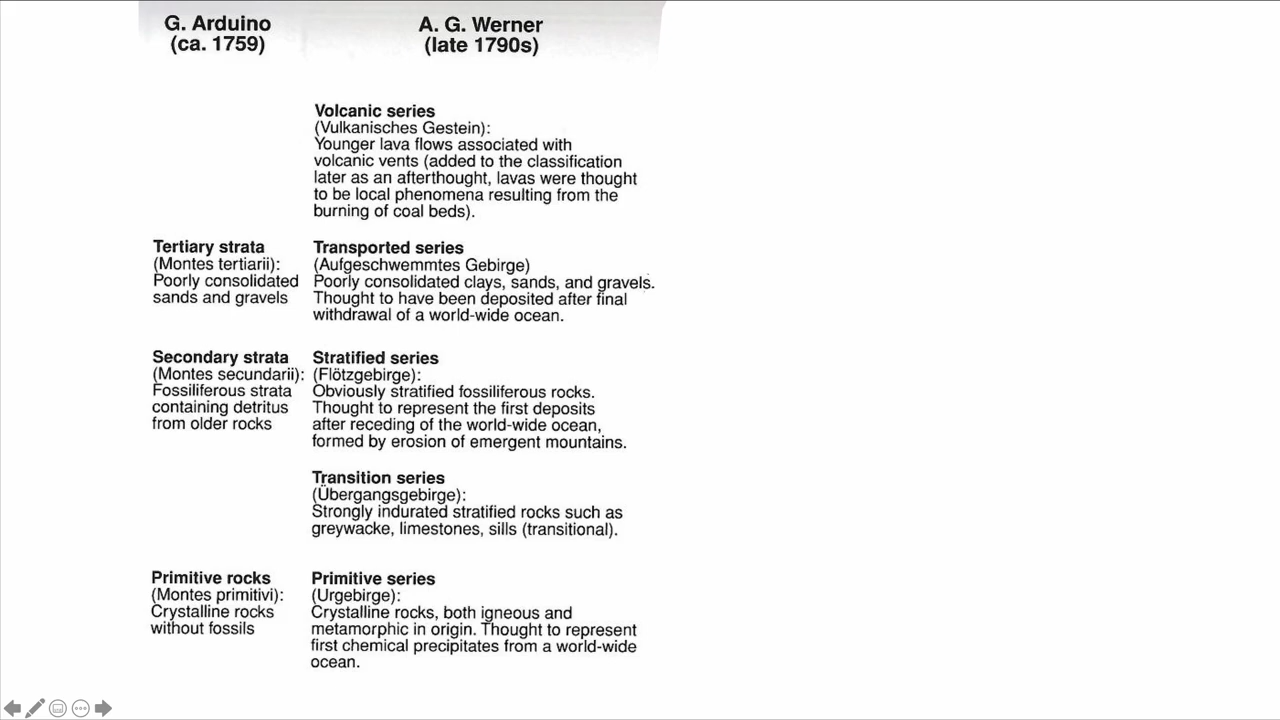 G. Arduino
(ca. 1759)
A. G. Werner
(late 1790s)
Volcanic series
(Vulkanisches Gestein):
Younger lava flows associated with
volcanic vents (added to the classification
later as an afterthought, lavas were thought
to be local phenomena resulting from the
burning of coal beds).
Tertiary strata
(Montes tertiarii):
Poorly consolidated
sands and gravels
Transported series
(Aufgeschwemmtes Gebirge)
Poorly consolidated clays, sands, and gravels.
Thought to have been deposited after final
withdrawal of a world-wide ocean.
Secondary strata
(Montes secundarii):
Fossiliferous strata
containing detritus
from older rocks
Stratified series
(Flötzgebirge):
Obviously stratified fossiliferous rocks.
Thought to represent the first deposits
after receding of the world-wide ocean,
formed by erosion of emergent mountains.
Transition series
(Übergangsgebirge):
Strongly indurated stratified rocks such as
greywacke, limestones, sills (transitional).
Primitive rocks
(Montes primitivi):
Crystalline rocks
without fossils
Primitive series
(Urgebirge):
Crystalline rocks, both igneous and
metamorphic in origin. Thought to represent
first chemical precipitates from a world-wide
ocean.